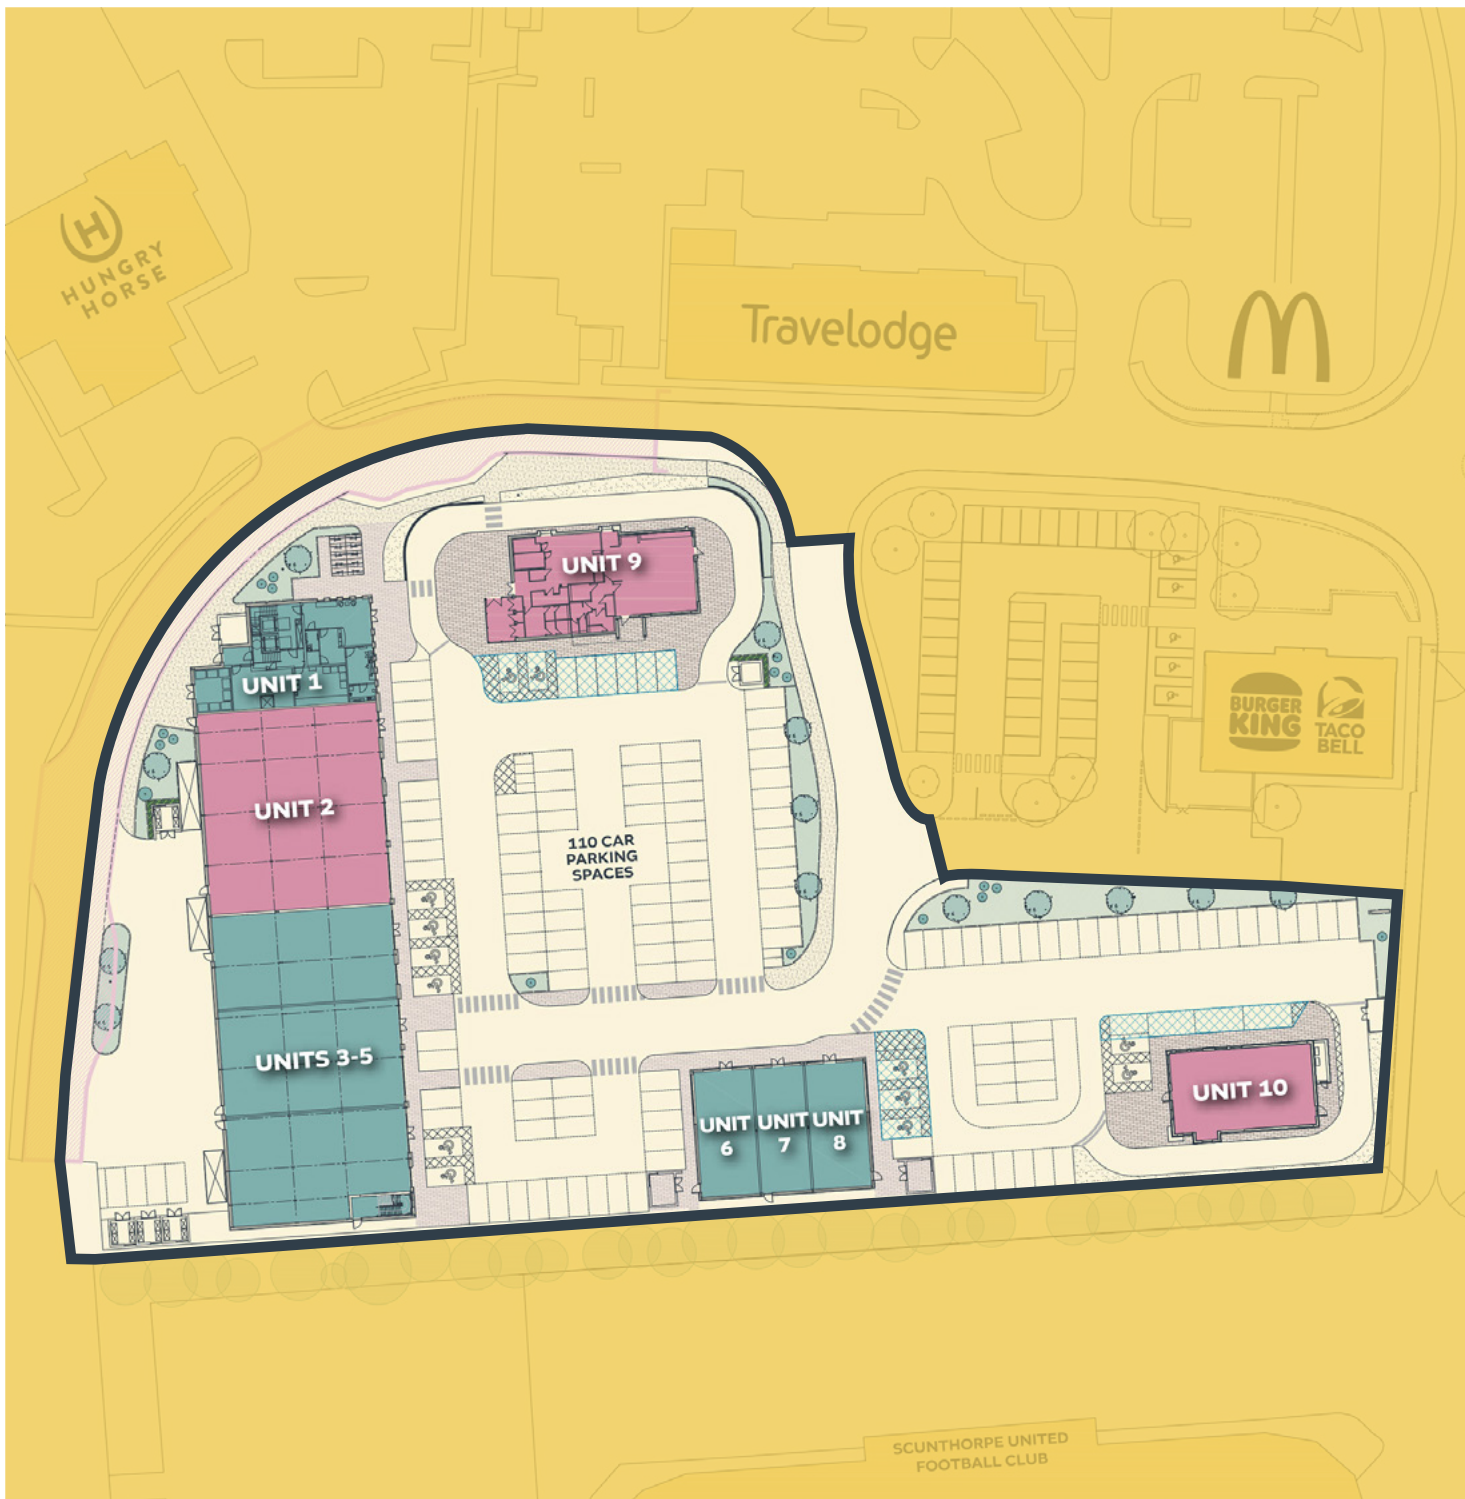 H
HUNGRY
HORSE
Travelodge
M
UNIT 9
UNIT 1
BURGER
KING
TACO
BELL
UNIT 2
110 CAR
PARKING
SPACES
UNITS 3-5
UNIT
6
UNIT
7
UNIT
8
UNIT 10
SCUNTHORPE UNITED
FOOTBALL CLUB